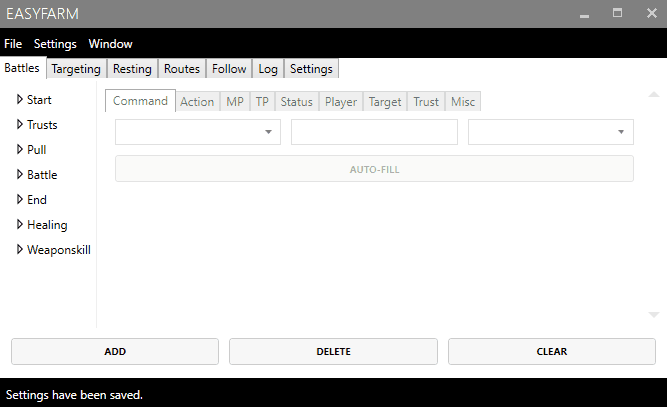 EASYFARM
File Settings Window
Battles Targeting Resting Routes Follow Log Settings
Command Action MP TP Status Player Target Trust Misc
Start
Trusts
Pull
Battle
End
Healing
Weaponskill
AUTO-FILL
ADD DELETE CLEAR
Settings have been saved.